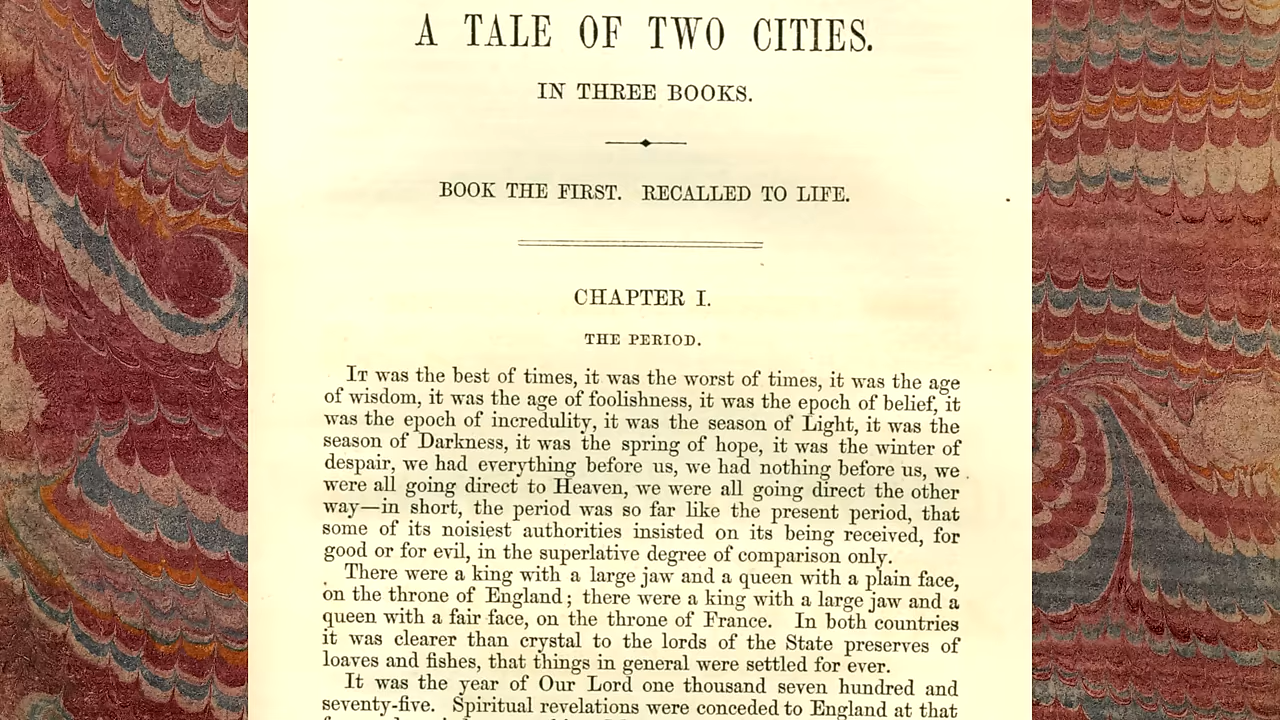 A TALE OF TWO CITIES.
IN THREE BOOKS.
BOOK THE FIRST. RECALLED TO LIFE.
CHAPTER I.
THE PERIOD.
IT was the best of times, it was the worst of times, it was the age
of wisdom, it was the age of foolishness, it was the epoch of belief, it
was the epoch of incredulity, it was the season of Light, it was the
season of Darkness, it was the spring of hope, it was the winter of
despair, we had everything before us, we had nothing before us, we
were all going direct to Heaven, we were all going direct the other
way—in short, the period was so far like the present period, that
some of its noisiest authorities insisted on its being received, for
good or for evil, in the superlative degree of comparison only.
There were a king with a large jaw and a queen with a plain face,
on the throne of England; there were a king with a large jaw and a
queen with a fair face, on the throne of France. In both countries
it was clearer than crystal to the lords of the State preserves of
loaves and fishes, that things in general were settled for ever.
It was the year of Our Lord one thousand seven hundred and
seventy-five. Spiritual revelations were conceded to England at that